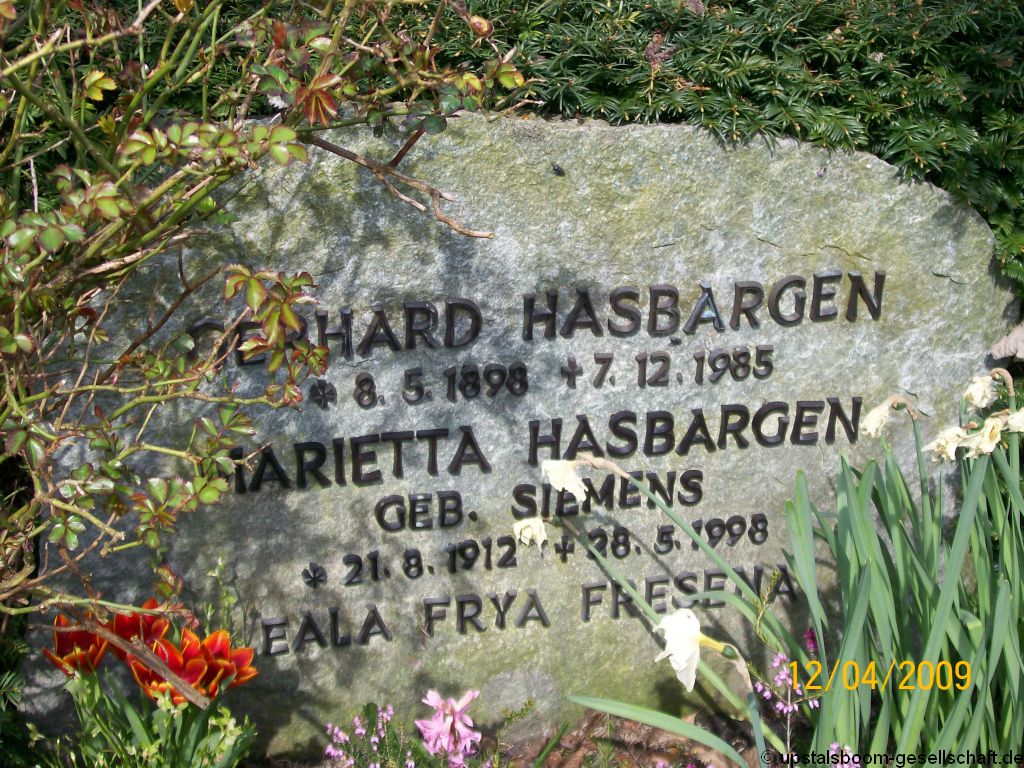 GERHARD HASBARGEN
* 8. 5. 1898 + 7. 12. 1985
MARIETTA HASBARGEN
GEB. SIEMENS
* 21. 8. 1912 + 28. 5. 1998
EALA FRYA FRESENA
12/04/2009
© upstalsboom-gesellschaft.de